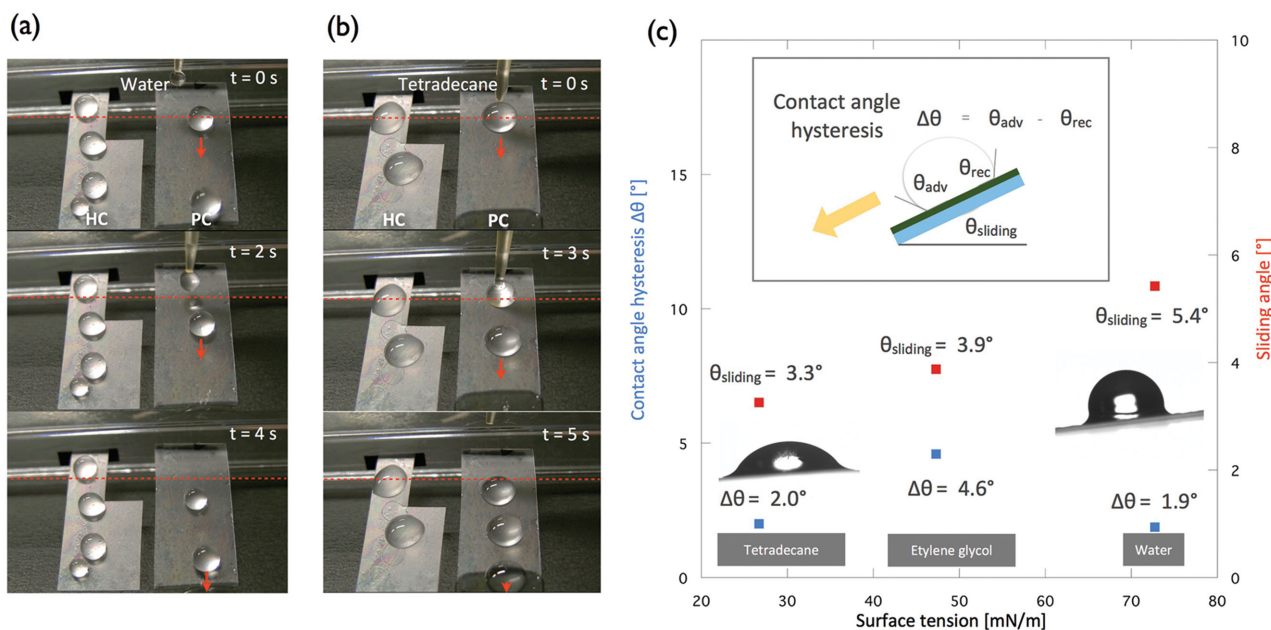 (a)
Water
t = 0 s
HC
PC
t = 2 s
t = 4 s
(b)
Tetradecane
t = 0 s
HC
PC
t = 3 s
t = 5 s
(c)
Contact angle hysteresis Δθ [°]
15
10
5
0
Contact angle
hysteresis
Δθ = θadv - θrec
θadv
θrec
θsliding
θsliding = 3.3°
θsliding = 3.9°
θsliding = 5.4°
Δθ = 2.0°
Δθ = 4.6°
Δθ = 1.9°
Tetradecane
Etylene glycol
Water
20 30 40 50 60 70 80
Surface tension [mN/m]
10
8
6
4
2
0
Sliding angle [°]